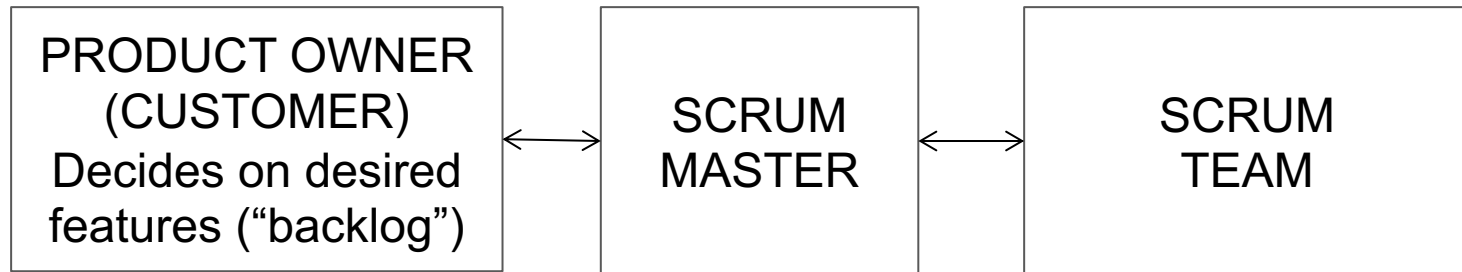 PRODUCT OWNER
(CUSTOMER)
Decides on desired
features (“backlog”)
SCRUM
MASTER
SCRUM
TEAM